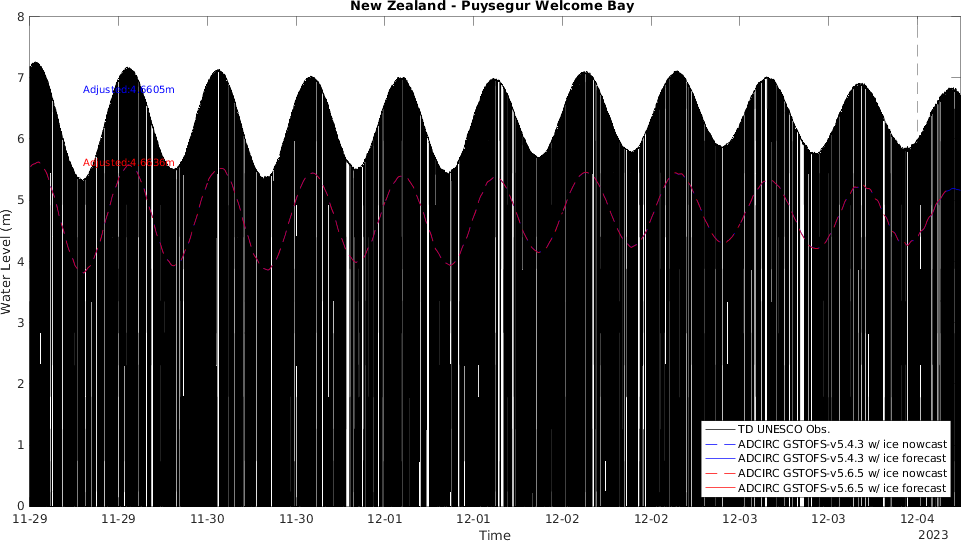 New Zealand - Puysegur Welcome Bay
8
7
6
5
4
3
2
1
0
Water Level (m)
Adjusted:4.6605m
TD UNESCO Obs.
ADCIRC GSTOFS-v5.4.3 w/ ice nowcast
ADCIRC GSTOFS-v5.4.3 w/ ice forecast
ADCIRC GSTOFS-v5.6.5 w/ ice nowcast
ADCIRC GSTOFS-v5.6.5 w/ ice forecast
11-29 11-29 11-30 11-30 12-01 12-01 12-02 12-02 12-03 12-03 12-04
Time
2023